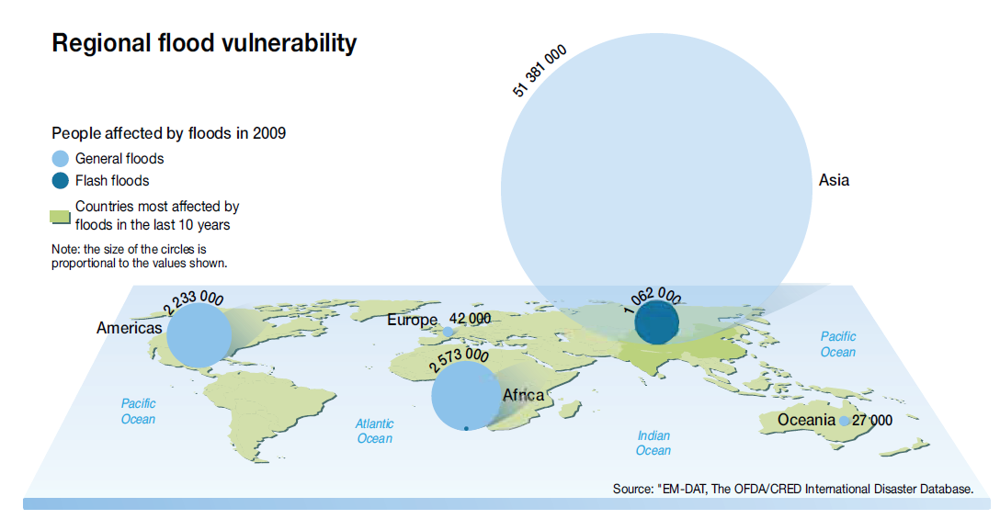 Regional flood vulnerability
51 381 000
People affected by floods in 2009
General floods
Flash floods
Asia
Countries most affected by
floods in the last 10 years
Note: the size of the circles is
proportional to the values shown.
2 233 000
1 062 000
Americas
Europe 42 000
Pacific
Ocean
2 573 000
Africa
Pacific
Ocean
Atlantic
Ocean
Indian
Ocean
Oceania 27 000
Source: "EM-DAT, The OFDA/CRED International Disaster Database.